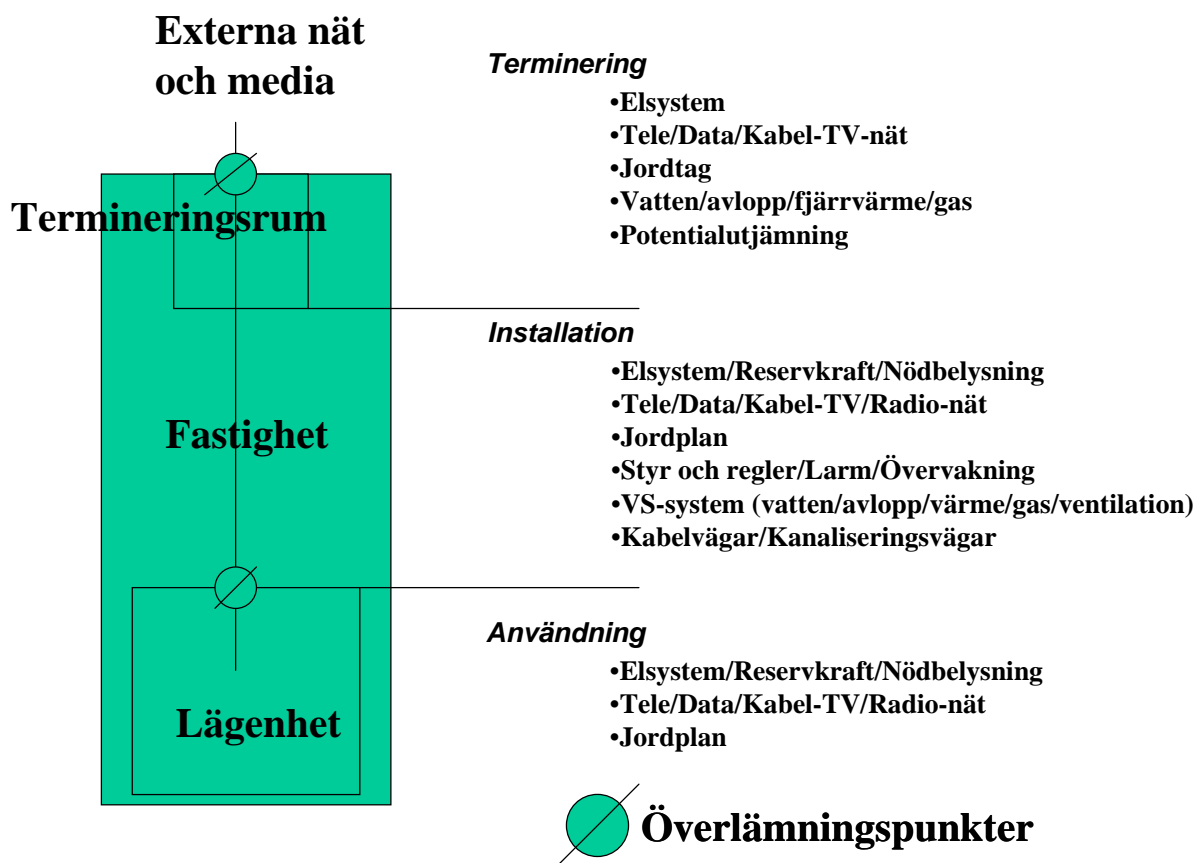 Externa nät
och media
Termineringsrum
Fastighet
Lägenhet
Terminering
•Elsystem
•Tele/Data/Kabel-TV-nät
•Jordtag
•Vatten/avlopp/fjärrvärme/gas
•Potentialutjämning
Installation
•Elsystem/Reservkraft/Nödbelysning
•Tele/Data/Kabel-TV/Radio-nät
•Jordplan
•Styr och regler/Larm/Övervakning
•VS-system (vatten/avlopp/värme/gas/ventilation)
•Kabelvägar/Kanaliseringsvägar
Användning
•Elsystem/Reservkraft/Nödbelysning
•Tele/Data/Kabel-TV/Radio-nät
•Jordplan
Överlämningspunkter